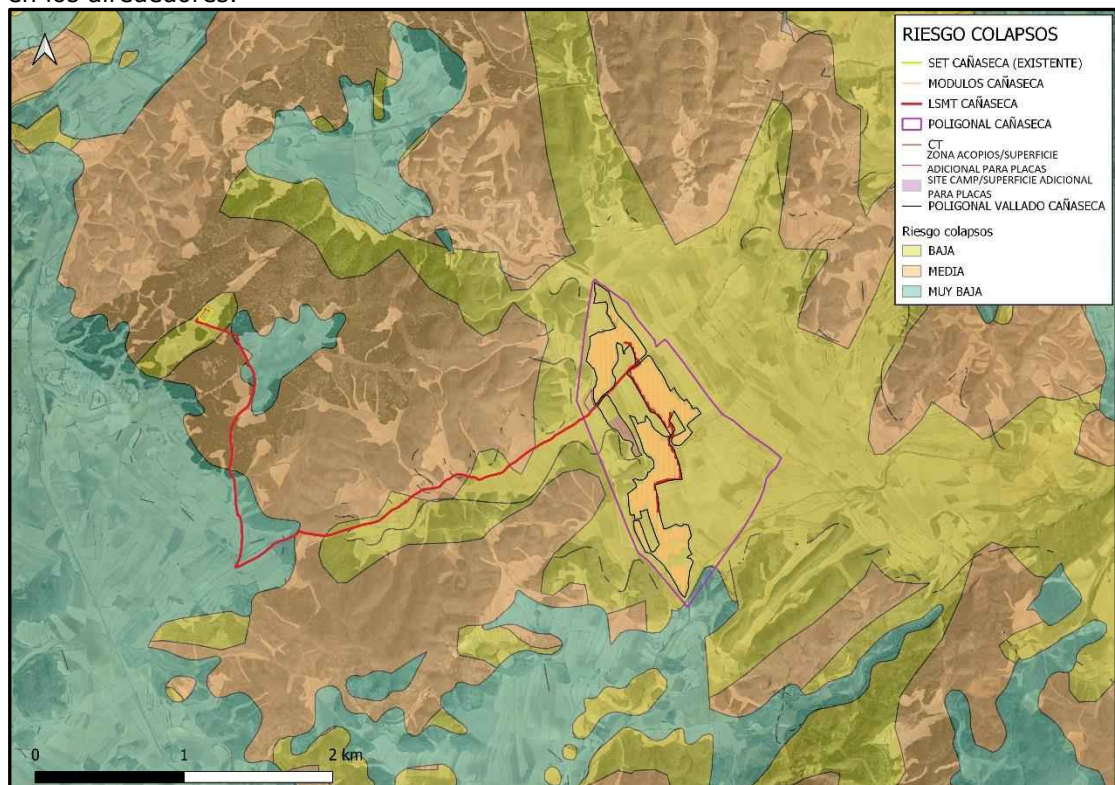 en los alrededores.
RIESGO COLAPSOS
SET CAÑASECA (EXISTENTE)
MODULOS CAÑASECA
LSMT CAÑASECA
POLIGONAL CAÑASECA
CT
ZONA ACOPIOS/SUPERFICIE
ADICIONAL PARA PLACAS
SITE CAMP/SUPERFICIE ADICIONAL
PARA PLACAS
POLIGONAL VALLADO CAÑASECA
Riesgo colapsos
BAJA
MEDIA
MUY BAJA
0 1 2 km